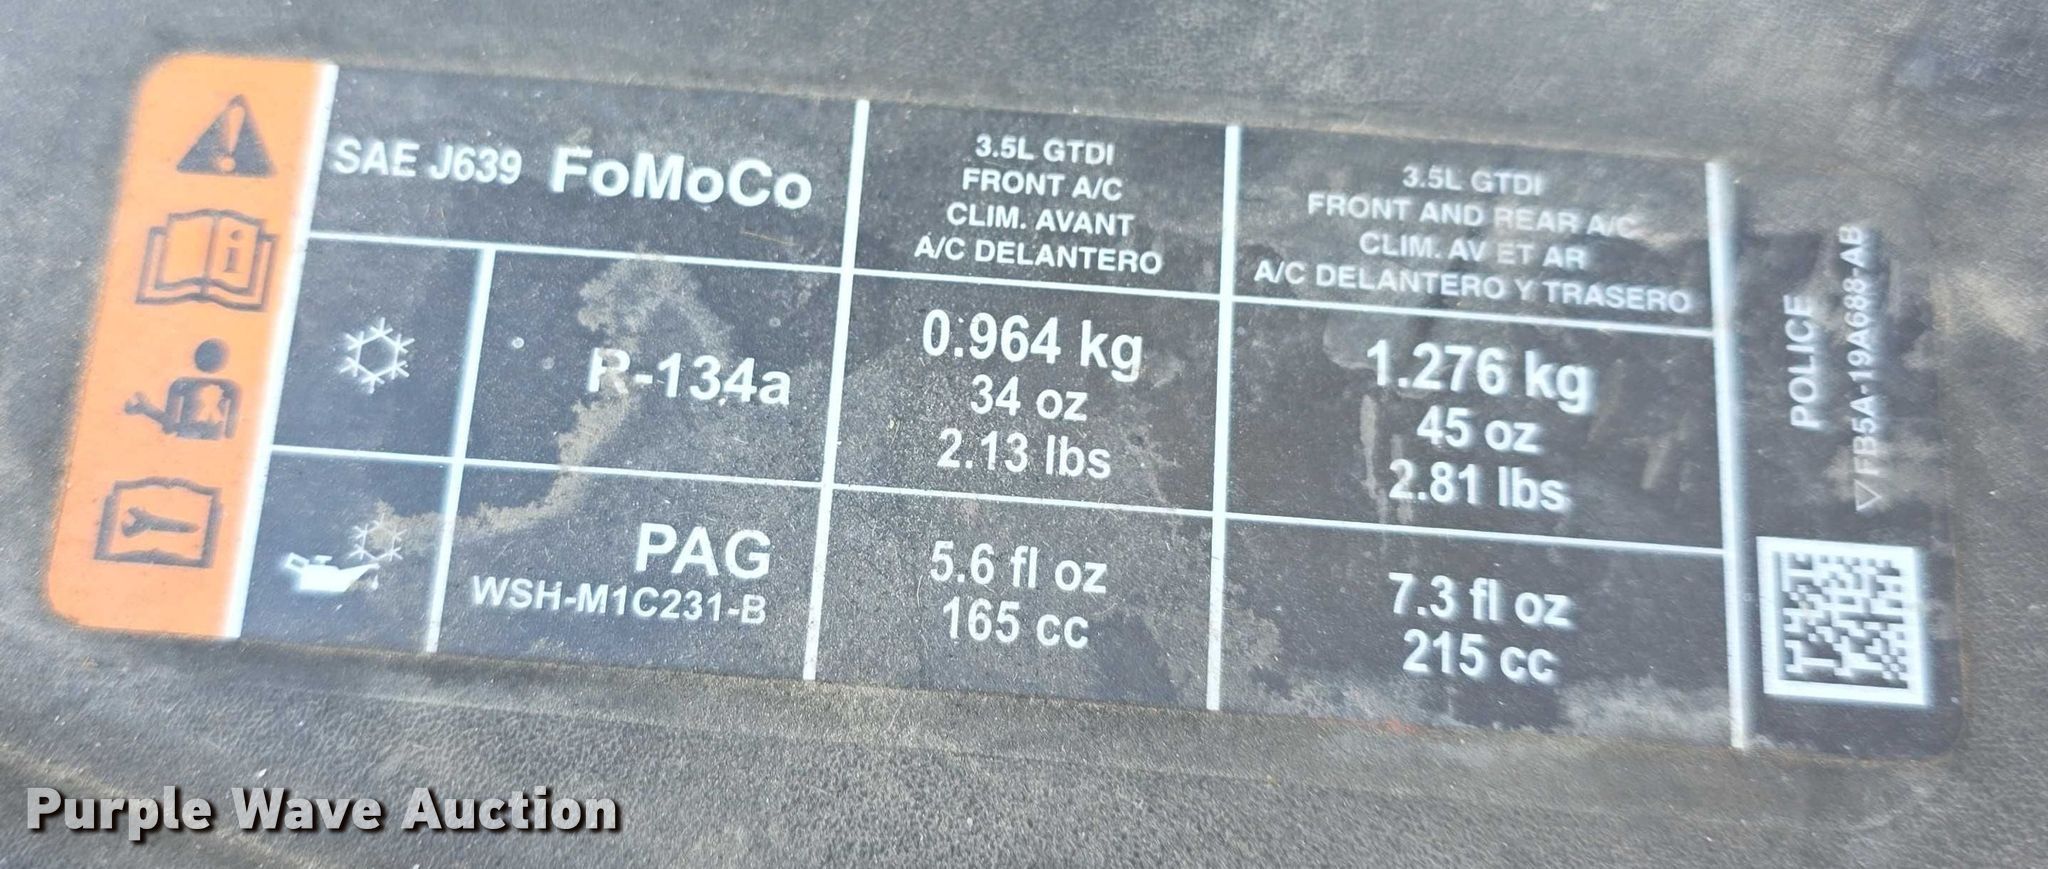 SAE J639 FoMoCo
3.5L GTDI
FRONT A/C
CLIM. AVANT
A/C DELANTERO
3.5L GTDI
FRONT AND REAR A/C
CLIM. AV ET AR
A/C DELANTERO Y TRASERO
R-134a
0.964 kg
34 oz
2.13 lbs
1.276 kg
45 oz
2.81 lbs
PAG
WSH-M1C231-B
5.6 fl oz
165 cc
7.3 fl oz
215 cc
POLICE
FB5A-19A688-AB
Purple Wave Auction